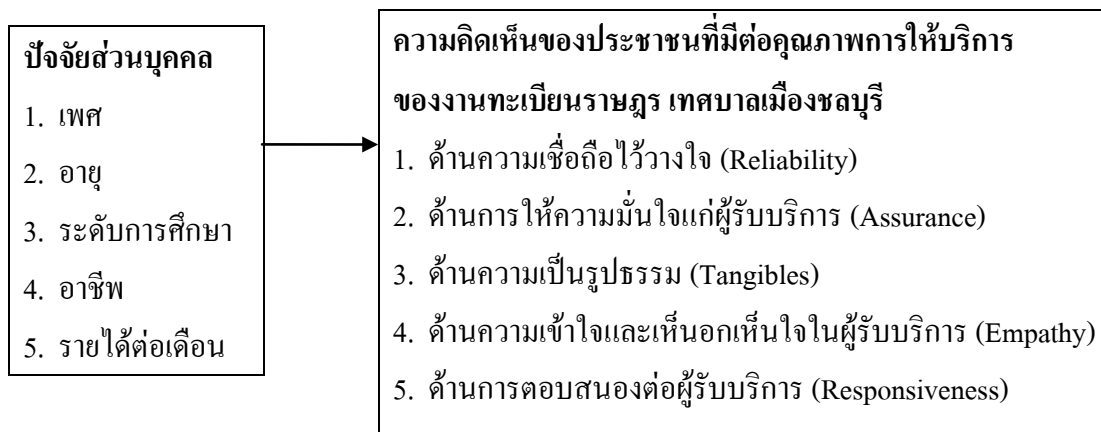 ปัจจัยส่วนบุคคล
1. เพศ
2. อายุ
3. ระดับการศึกษา
4. อาชีพ
5. รายได้ต่อเดือน
ความคิดเห็นของประชาชนที่มีต่อคุณภาพการให้บริการ
ของงานทะเบียนราษฎร เทศบาลเมืองชลบุรี
1. ด้านความเชื่อถือไว้วางใจ (Reliability)
2. ด้านการให้ความมั่นใจแก่ผู้รับบริการ (Assurance)
3. ด้านความเป็นรูปธรรม (Tangibles)
4. ด้านความเข้าใจและเห็นอกเห็นใจในผู้รับบริการ (Empathy)
5. ด้านการตอบสนองต่อผู้รับบริการ (Responsiveness)